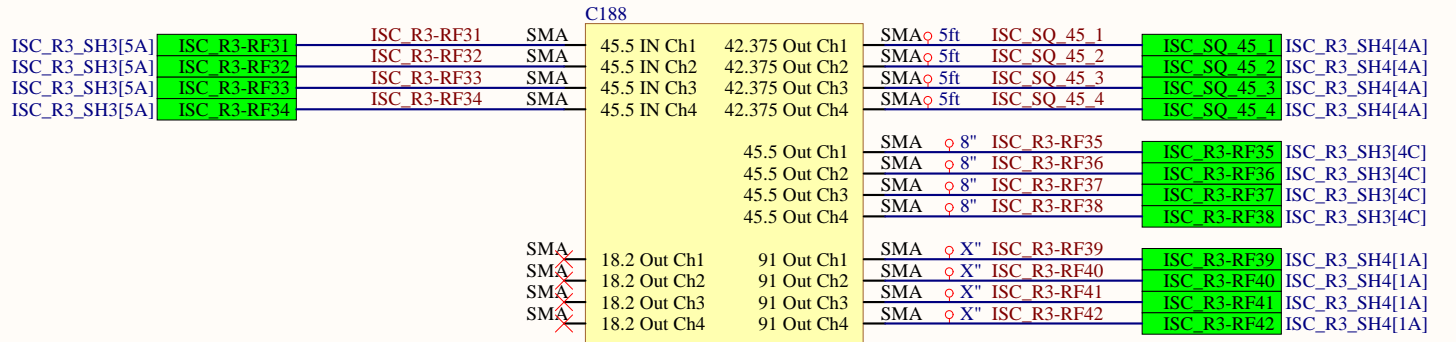 C188
ISC_R3_SH3[5A] ISC_R3-RF31 ISC_R3-RF31 SMA 45.5 IN Ch1 42.375 Out Ch1 SMA 5ft ISC_SQ_45_1 ISC_SQ_45_1 ISC_R3_SH4[4A]
ISC_R3_SH3[5A] ISC_R3-RF32 ISC_R3-RF32 SMA 45.5 IN Ch2 42.375 Out Ch2 SMA 5ft ISC_SQ_45_2 ISC_SQ_45_2 ISC_R3_SH4[4A]
ISC_R3_SH3[5A] ISC_R3-RF33 ISC_R3-RF33 SMA 45.5 IN Ch3 42.375 Out Ch3 SMA 5ft ISC_SQ_45_3 ISC_SQ_45_3 ISC_R3_SH4[4A]
ISC_R3_SH3[5A] ISC_R3-RF34 ISC_R3-RF34 SMA 45.5 IN Ch4 42.375 Out Ch4 SMA 5ft ISC_SQ_45_4 ISC_SQ_45_4 ISC_R3_SH4[4A]
45.5 Out Ch1 SMA 8" ISC_R3-RF35 ISC_R3-RF35 ISC_R3_SH3[4C]
45.5 Out Ch2 SMA 8" ISC_R3-RF36 ISC_R3-RF36 ISC_R3_SH3[4C]
45.5 Out Ch3 SMA 8" ISC_R3-RF37 ISC_R3-RF37 ISC_R3_SH3[4C]
45.5 Out Ch4 SMA 8" ISC_R3-RF38 ISC_R3-RF38 ISC_R3_SH3[4C]
SMA 18.2 Out Ch1 91 Out Ch1 SMA X" ISC_R3-RF39 ISC_R3-RF39 ISC_R3_SH4[1A]
SMA 18.2 Out Ch2 91 Out Ch2 SMA X" ISC_R3-RF40 ISC_R3-RF40 ISC_R3_SH4[1A]
SMA 18.2 Out Ch3 91 Out Ch3 SMA X" ISC_R3-RF41 ISC_R3-RF41 ISC_R3_SH4[1A]
SMA 18.2 Out Ch4 91 Out Ch4 SMA X" ISC_R3-RF42 ISC_R3-RF42 ISC_R3_SH4[1A]